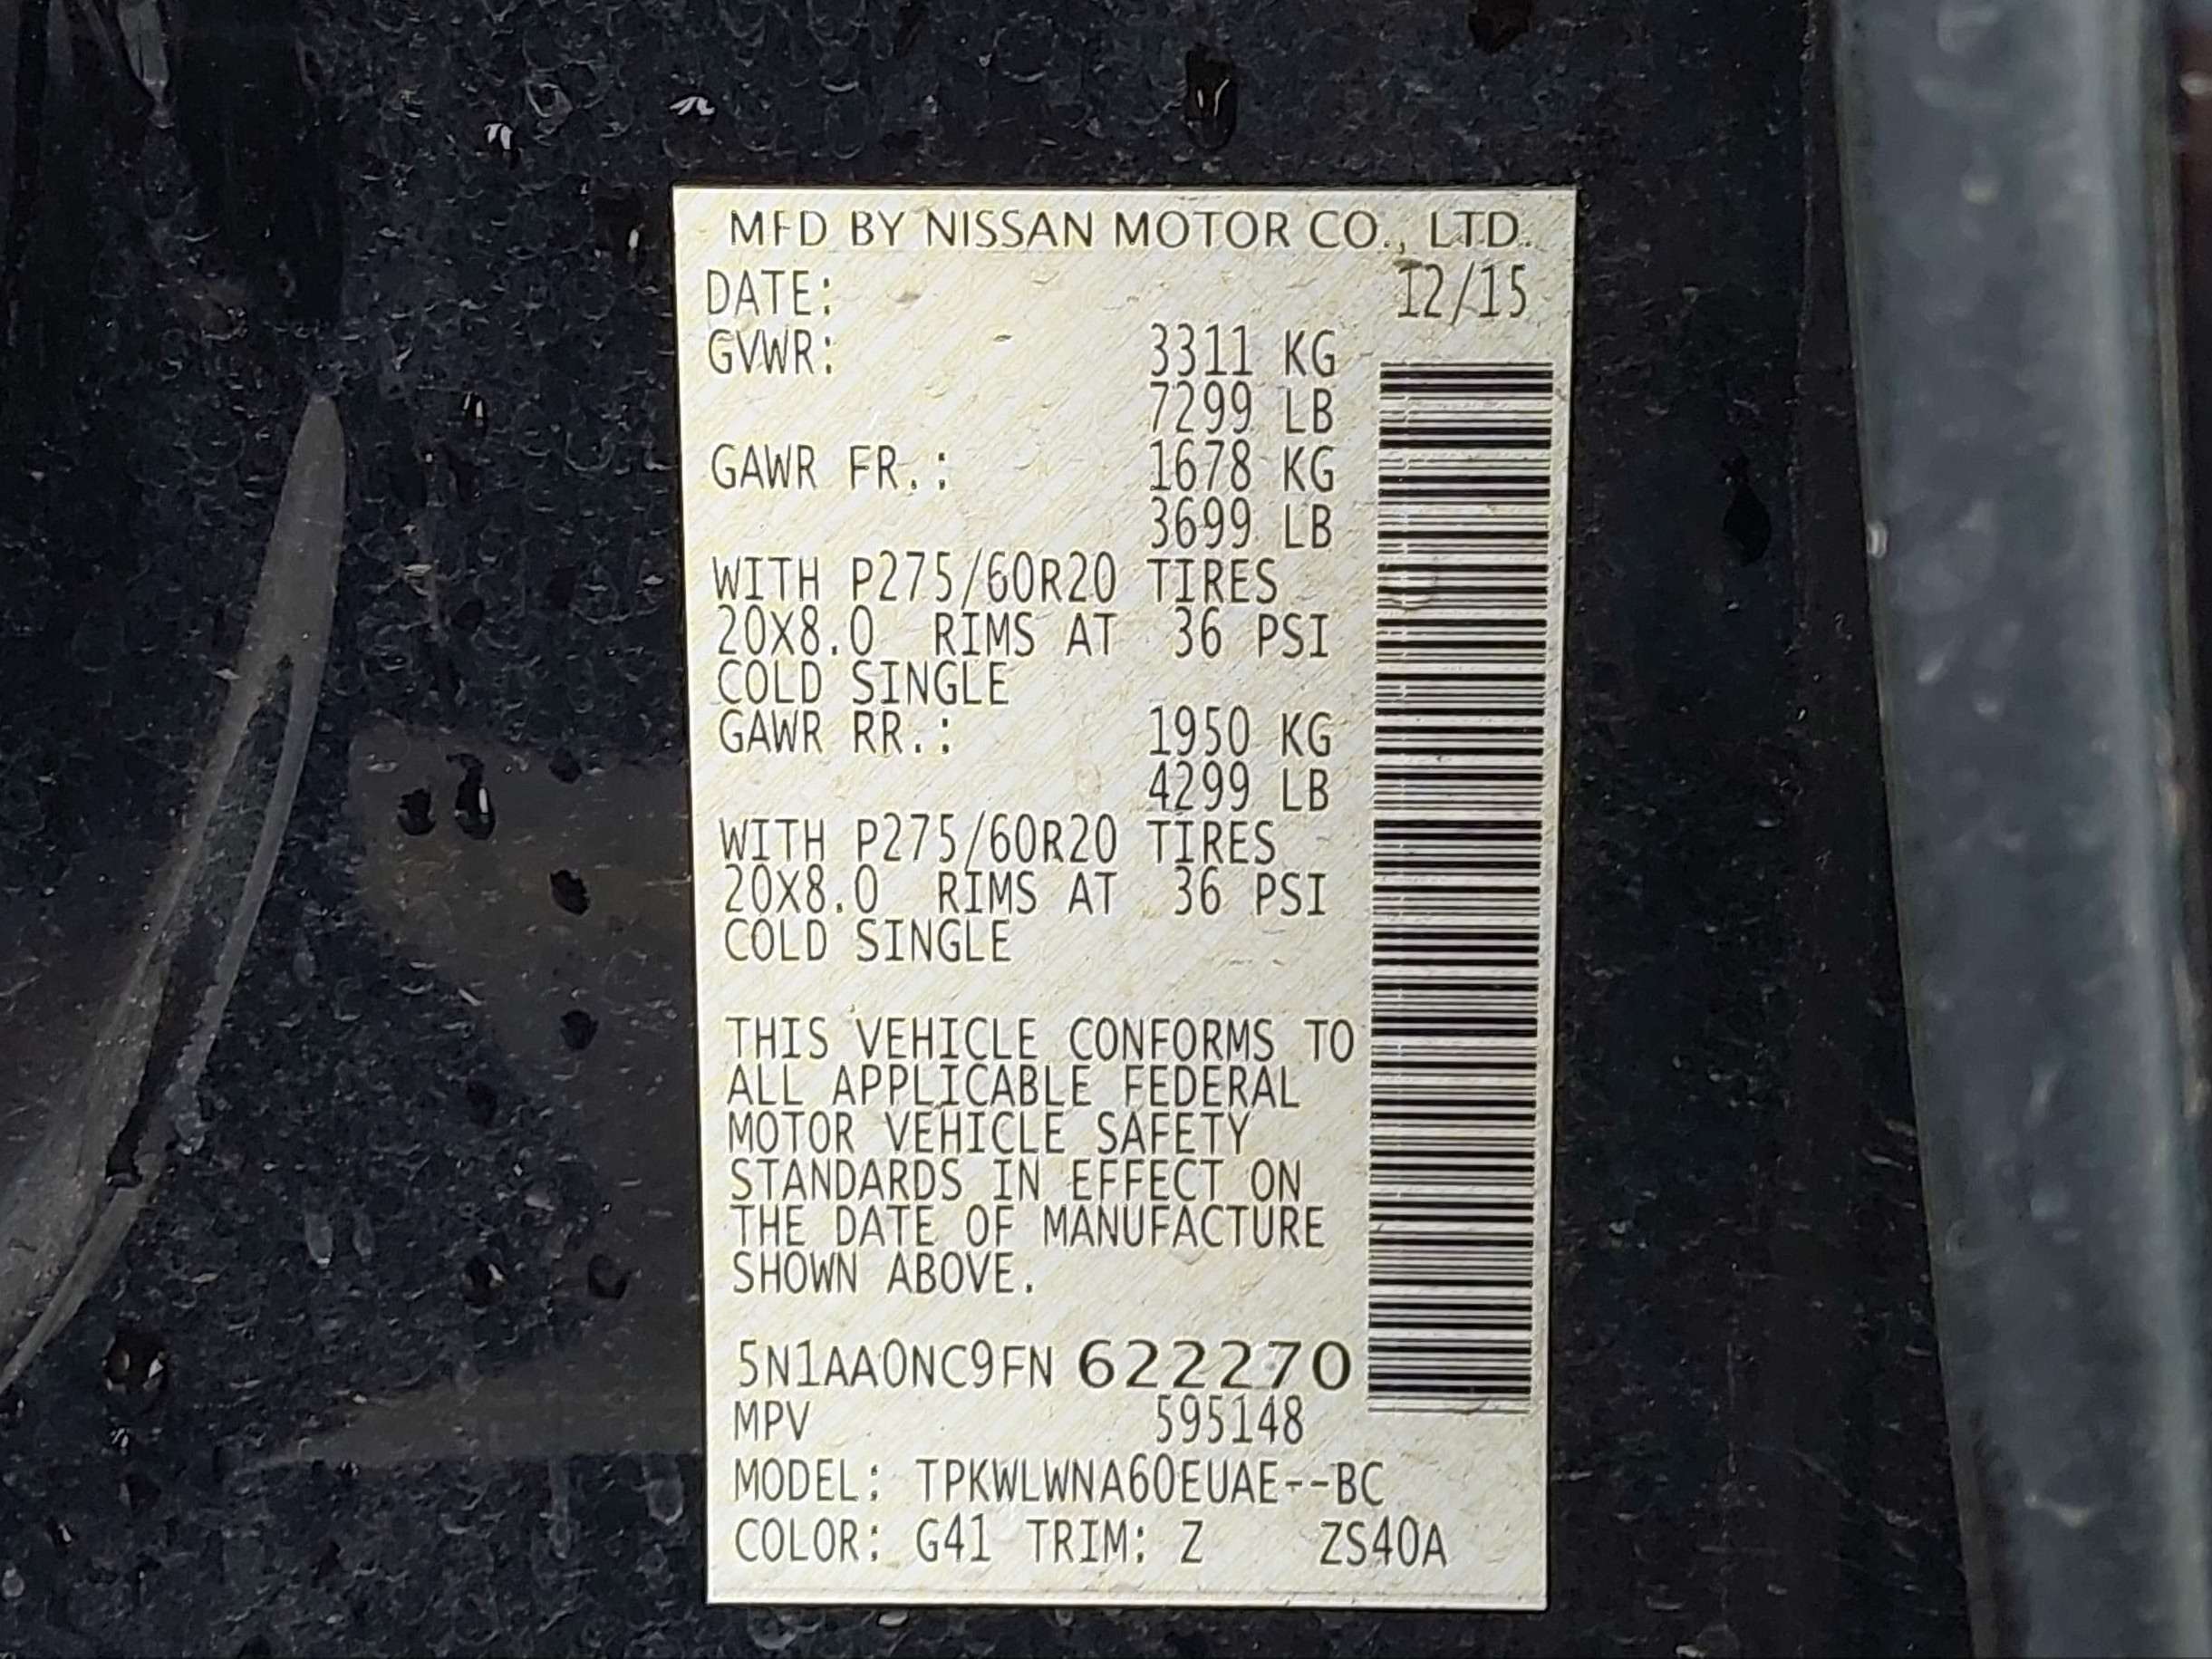 MFD BY NISSAN MOTOR CO., LTD.
DATE: 12/15
GVWR: 3311 KG
7299 LB
GAWR FR.: 1678 KG
3699 LB
WITH P275/60R20 TIRES
20X8.0 RIMS AT 36 PSI
COLD SINGLE
GAWR RR.: 1950 KG
4299 LB
WITH P275/60R20 TIRES
20X8.0 RIMS AT 36 PSI
COLD SINGLE
THIS VEHICLE CONFORMS TO
ALL APPLICABLE FEDERAL
MOTOR VEHICLE SAFETY
STANDARDS IN EFFECT ON
THE DATE OF MANUFACTURE
SHOWN ABOVE.
5N1AA0NC9FN 622270
MPV 595148
MODEL: TPKWLWNA60EUAE--BC
COLOR: G41 TRIM: Z ZS40A